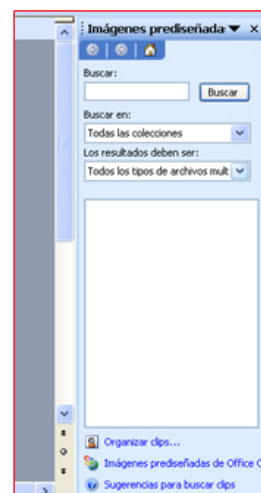 Imágenes prediseñada
Buscar:
Buscar
Buscar en:
Todas las colecciones
Los resultados deben ser:
Todos los tipos de archivos mult
Organizar clips...
Imágenes prediseñadas de Office
Sugerencias para buscar clips